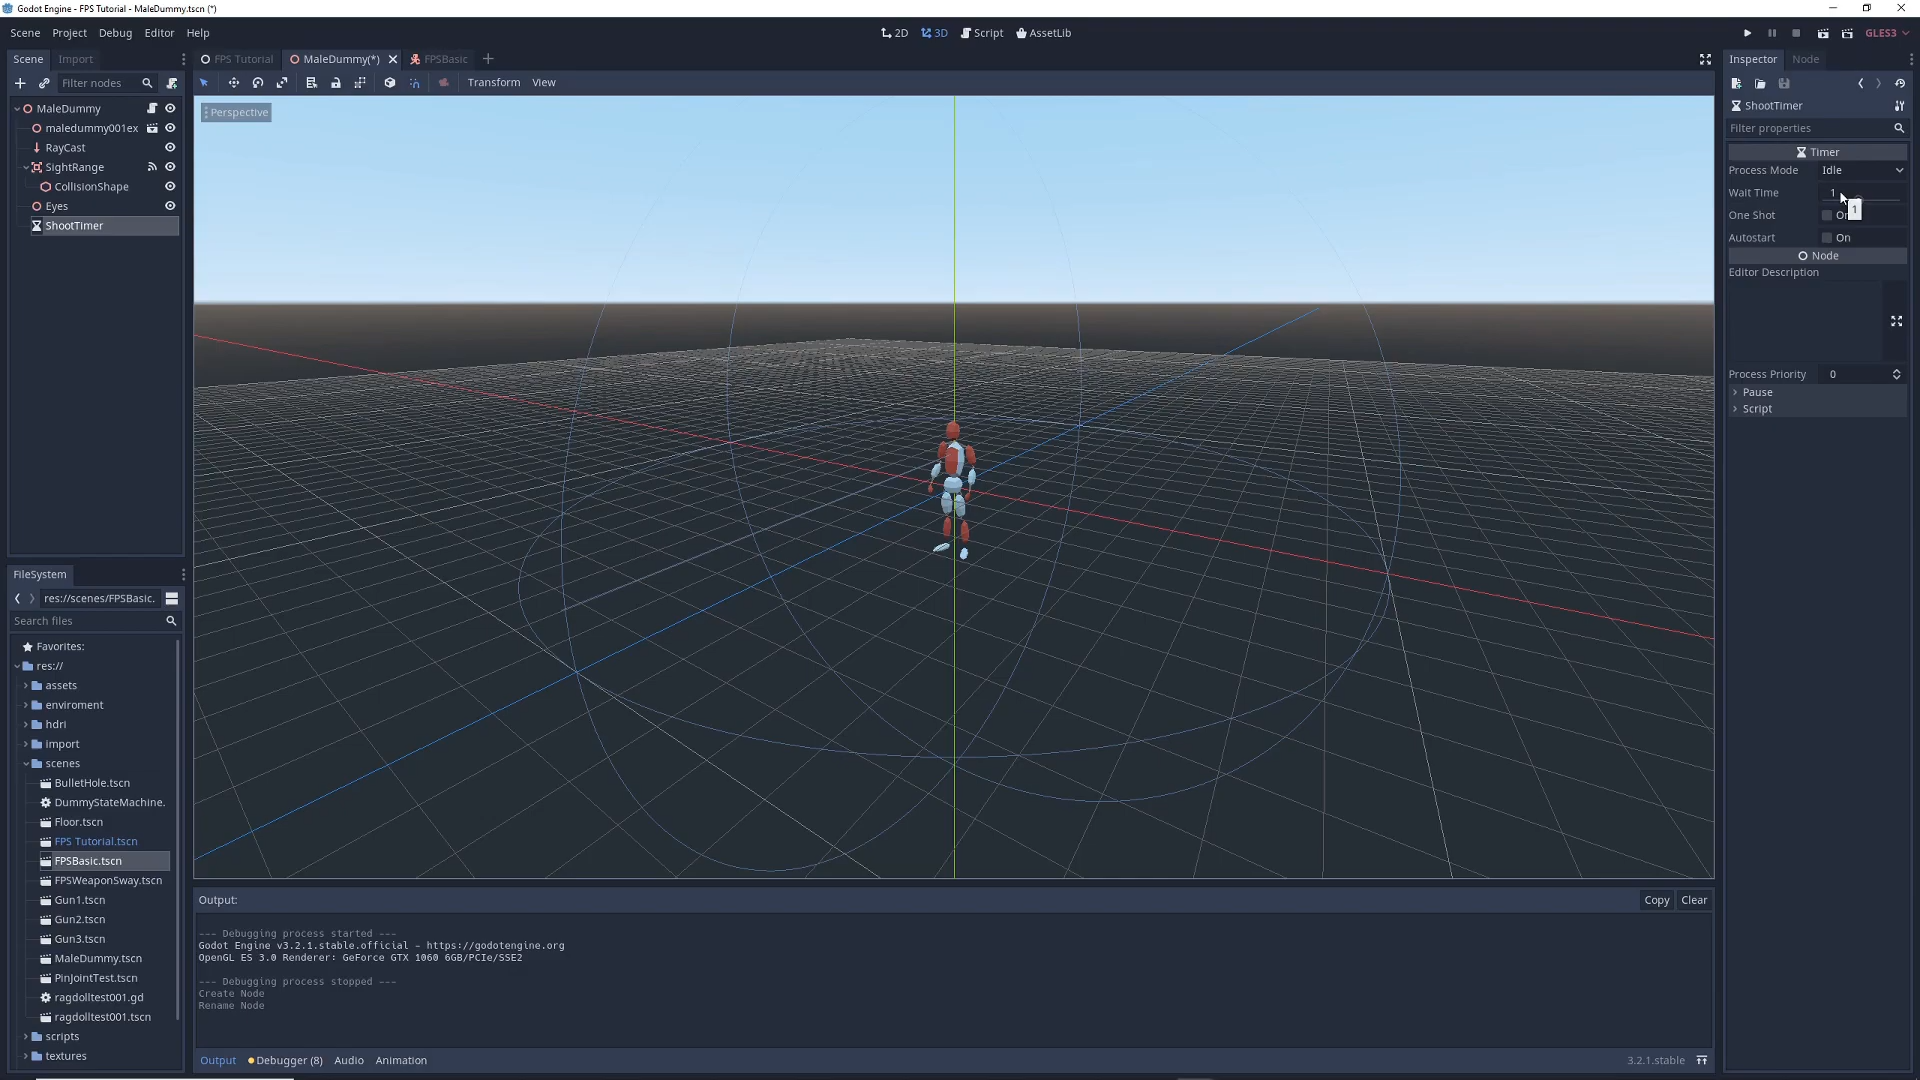 Godot Engine - FPS Tutorial - MaleDummy.tscn (*)
Scene Project Debug Editor Help
2D 3D Script AssetLib
GLES3
Scene Import
FPS Tutorial MaleDummy(*) FPSBasic
Inspector Node
Filter nodes
Transform View
MaleDummy
maledummy001ex
RayCast
SightRange
CollisionShape
Eyes
ShootTimer
Perspective
ShootTimer
Filter properties
Timer
Process Mode Idle
Wait Time 1
1
One Shot
Autostart On
Node
Editor Description
Process Priority 0
Pause
Script
FileSystem
res://scenes/FPSBasic.
Search files
Favorites:
res://
assets
enviroment
hdri
import
scenes
BulletHole.tscn
DummyStateMachine.
Floor.tscn
FPS Tutorial.tscn
FPSBasic.tscn
FPSWeaponSway.tscn
Gun1.tscn
Gun2.tscn
Gun3.tscn
MaleDummy.tscn
PinJointTest.tscn
ragdolltest001.gd
ragdolltest001.tscn
scripts
textures
Output:
Copy Clear
--- Debugging process started ---
Godot Engine v3.2.1.stable.official - https://godotengine.org
OpenGL ES 3.0 Renderer: GeForce GTX 1060 6GB/PCIe/SSE2
--- Debugging process stopped ---
Create Node
Rename Node
Output Debugger (8) Audio Animation
3.2.1.stable